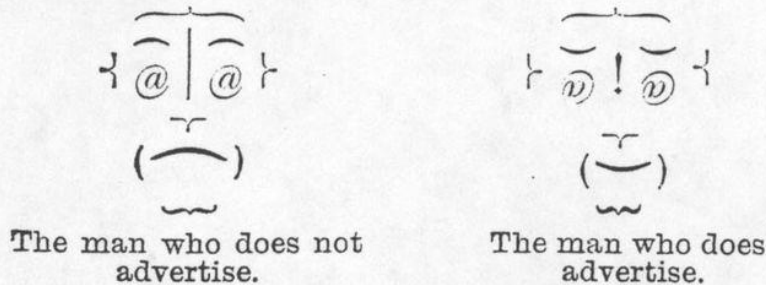 The man who does not
advertise.
The man who does
advertise.